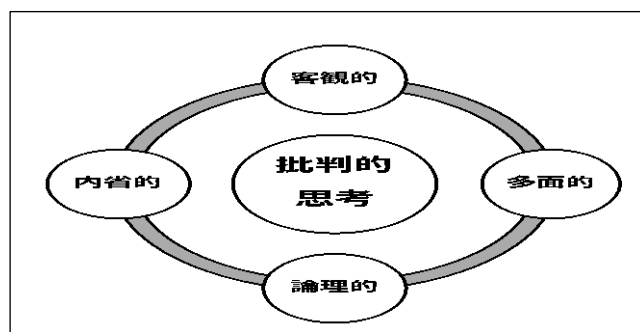 客観的
内省的
批判的
思考
多面的
論理的